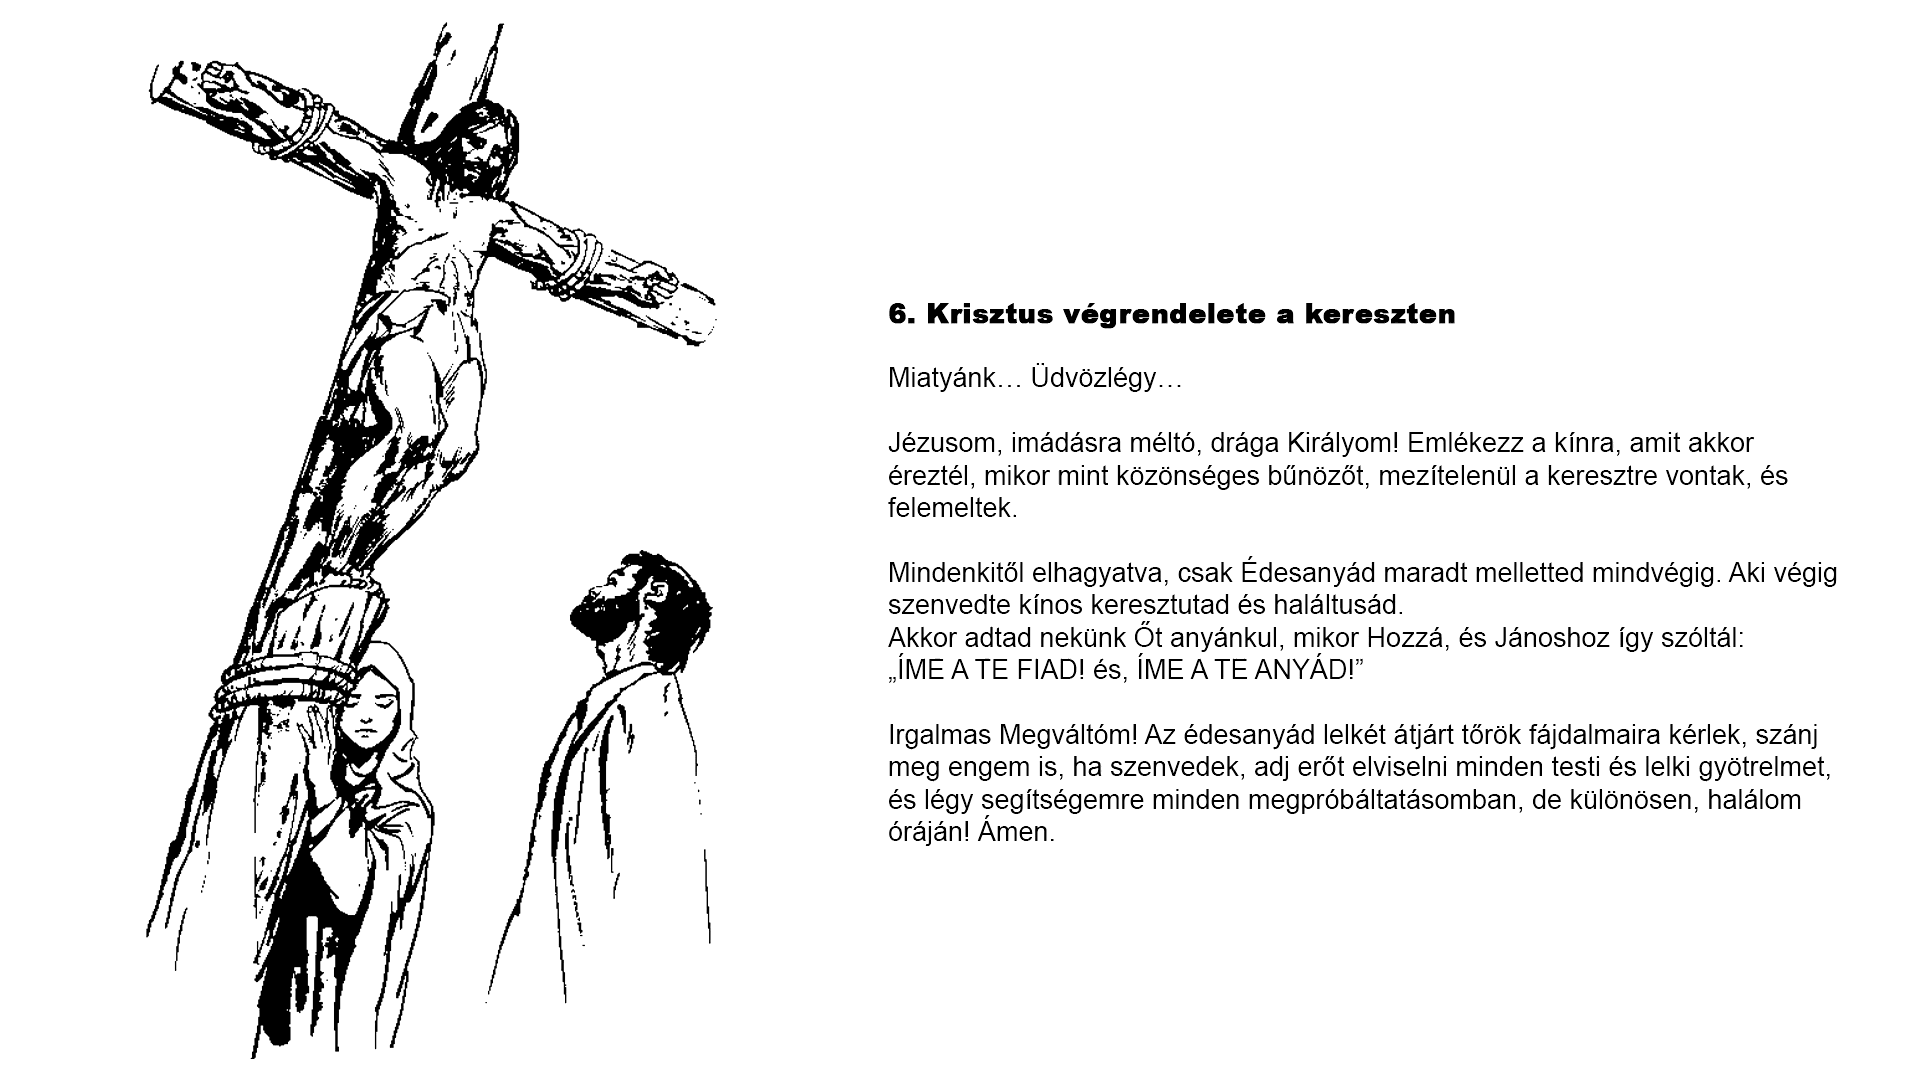 6. Krisztus végrendelete a kereszten
Miatyánk… Üdvözlégy…
Jézusom, imádásra méltó, drága Királyom! Emlékezz a kínra, amit akkor
éreztél, mikor mint közönséges bűnözőt, mezítelenül a keresztre vontak, és
felemeltek.
Mindenkitől elhagyatva, csak Édesanyád maradt melletted mindvégig. Aki végig
szenvedte kínos keresztutad és haláltusád.
Akkor adtad nekünk Őt anyánkul, mikor Hozzá, és Jánoshoz így szóltál:
„ÍME A TE FIAD! és, ÍME A TE ANYÁD!”
Irgalmas Megváltóm! Az édesanyád lelkét átjárt tőrök fájdalmaira kérlek, szánj
meg engem is, ha szenvedek, adj erőt elviselni minden testi és lelki gyötrelmet,
és légy segítségemre minden megpróbáltatásomban, de különösen, halálom
óráján! Ámen.